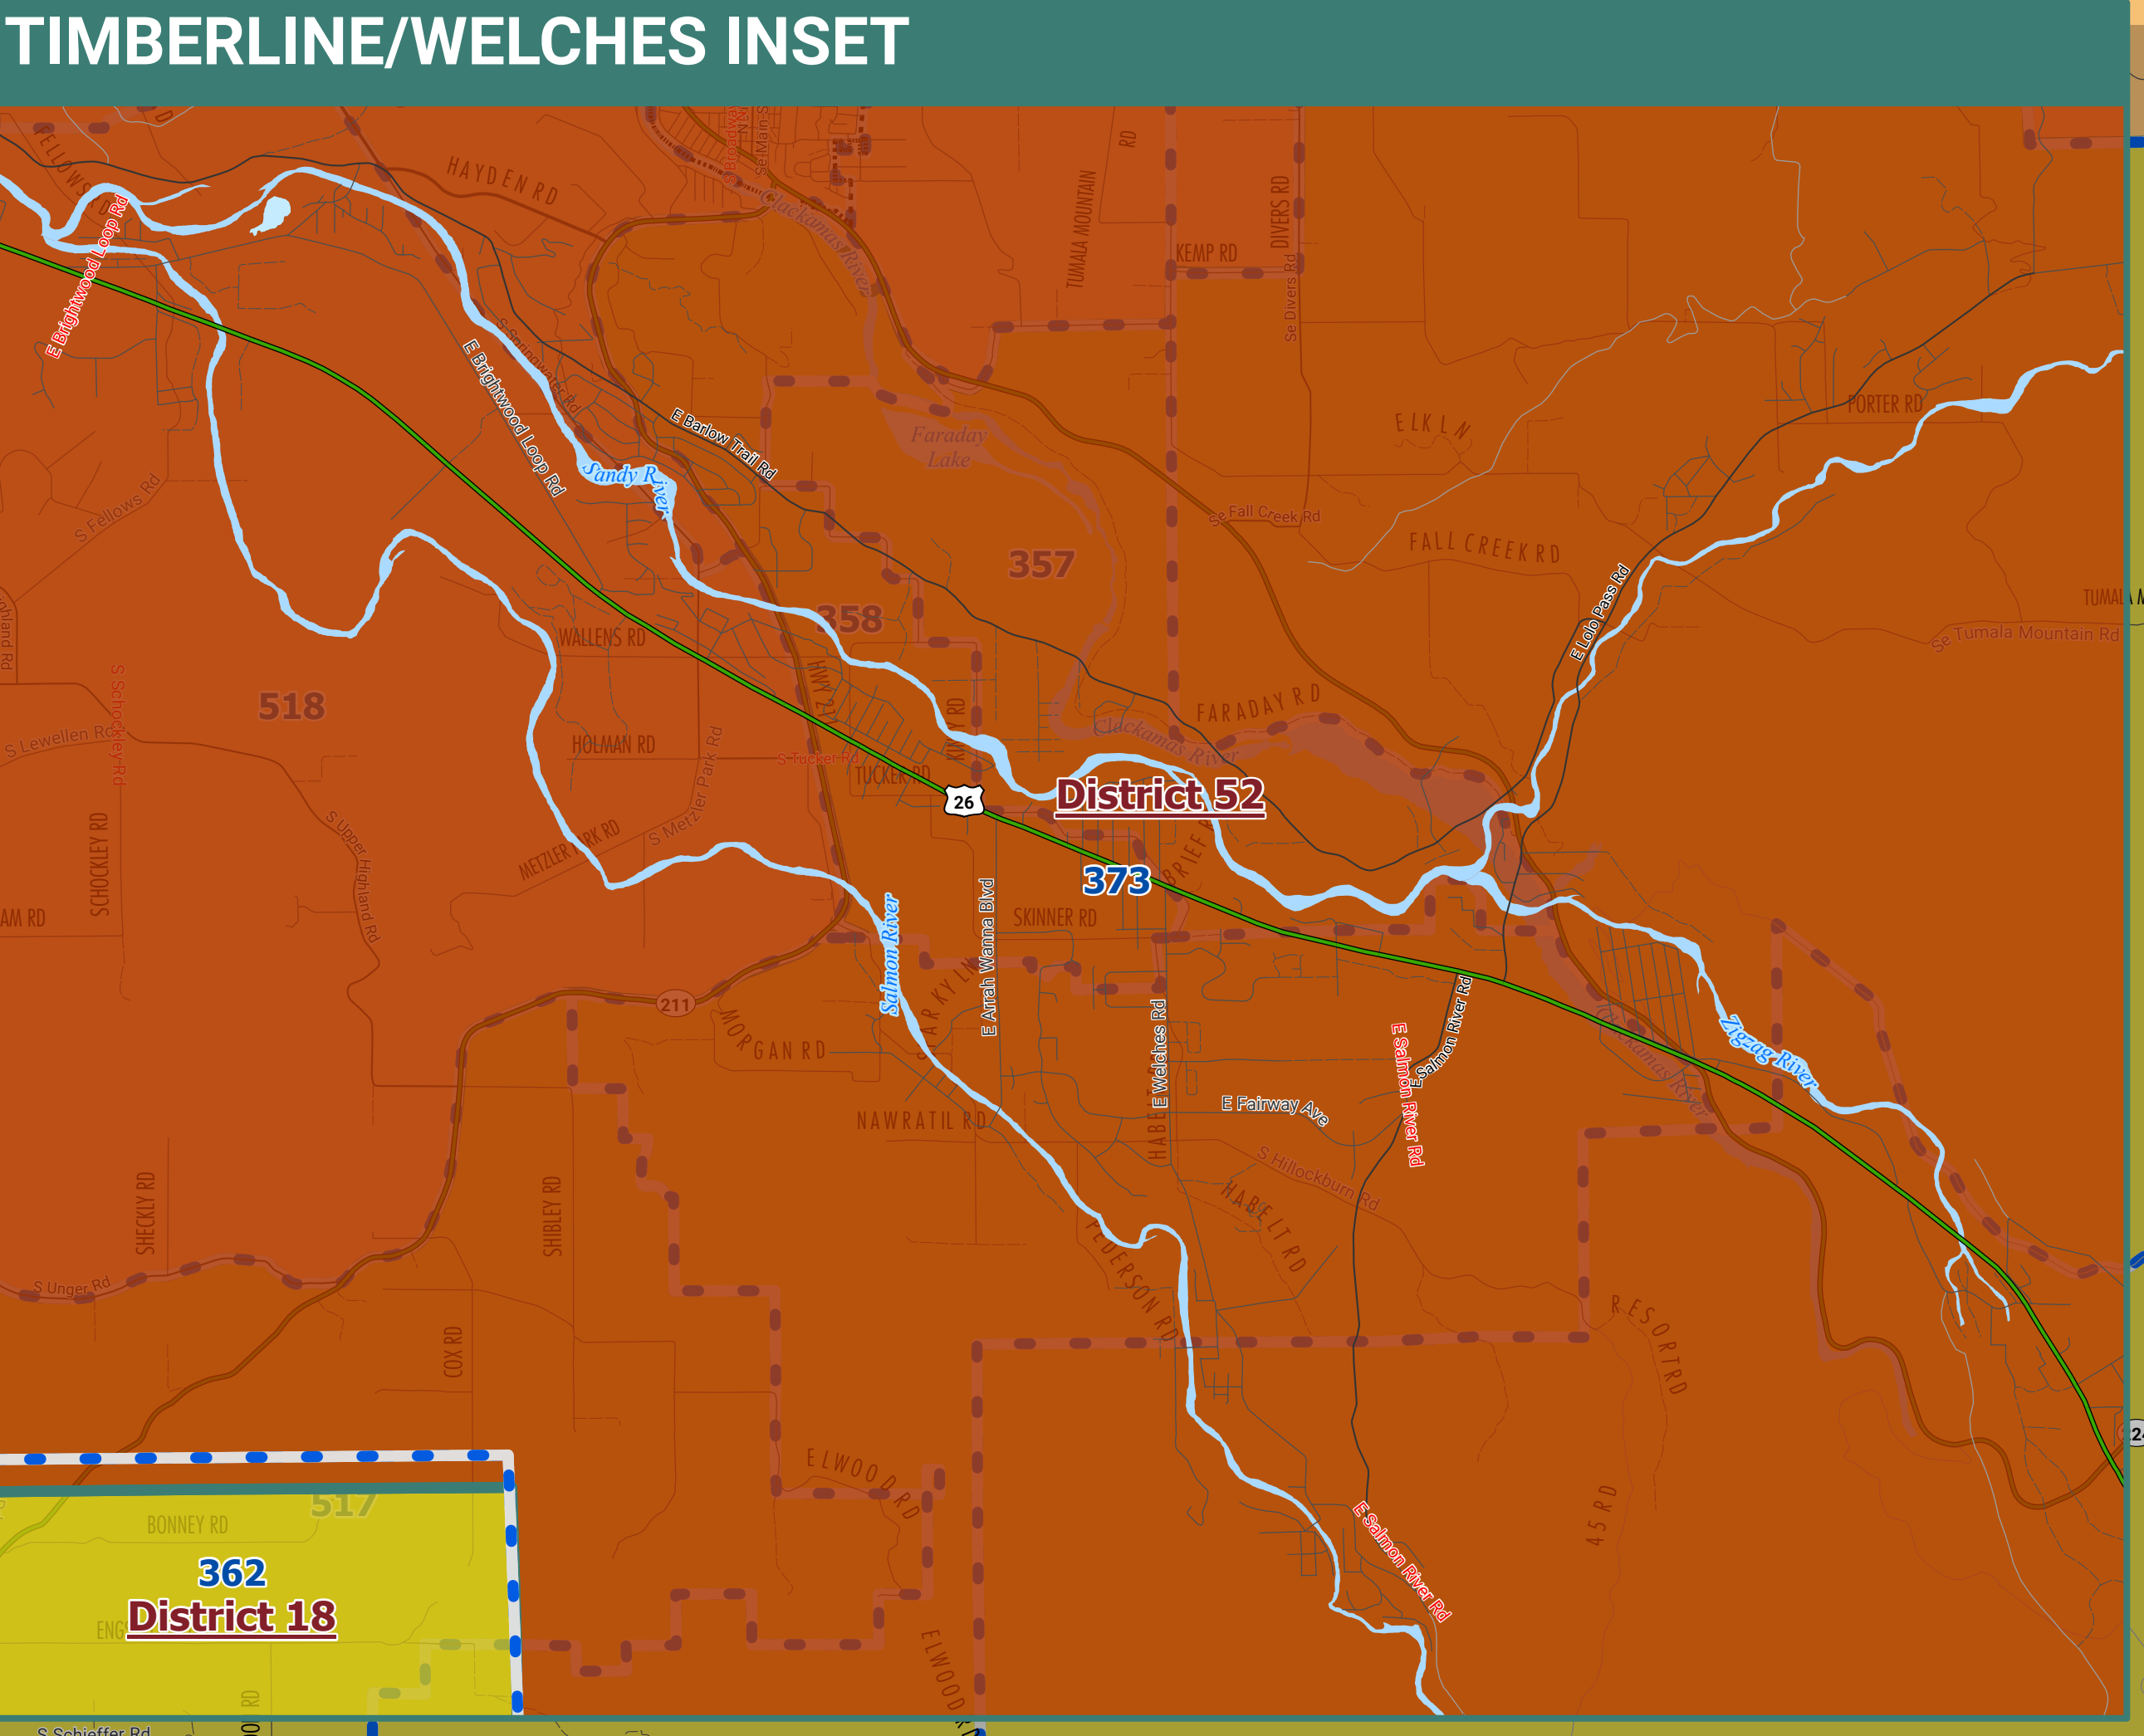 TIMBERLINE/WELCHES INSET
HAYDEN RD
RD
TUMALA MOUNTAIN
DIVERS RD
KEMP RD
Se Divers Rd
E Brightwood Loop Rd
Clackamas River
S Springwater Rd
E Brightwood Loop Rd
E Barlow Trail Rd
Sandy River
Faraday
Lake
ELK LN
PORTER RD
S Fellows Rd
Se Fall Creek Rd
FALL CREEK RD
357
358
E Lolo Pass Rd
TUMALA M
Se Tumala Mountain Rd
WALLENS RD
518
S Schockley Rd
S Lewellen Rd
HOLMAN RD
S Tucker Rd
TUCKER RD
S Metzler Park Rd
FARADAY RD
Clackamas River
26
District 52
373
SCHOCKLEY RD
S Upper Highland Rd
METZLER PARK RD
AM RD
SKINNER RD
E Arrah Wanna Blvd
Salmon River
211
MORGAN RD
E Welches Rd
E Salmon River Rd
E Salmon River Rd
Clackamas River
Zigzag River
E Fairway Ave
NAWRATIL RD
S Hillockburn Rd
HABELT RD
SHECKLY RD
SHIBLEY RD
PEDERSON RD
S Unger Rd
COX RD
RESORT RD
ELWOOD RD
45 RD
E Salmon River Rd
517
BONNEY RD
362
District 18
ELWOOD
S Schieffer Rd